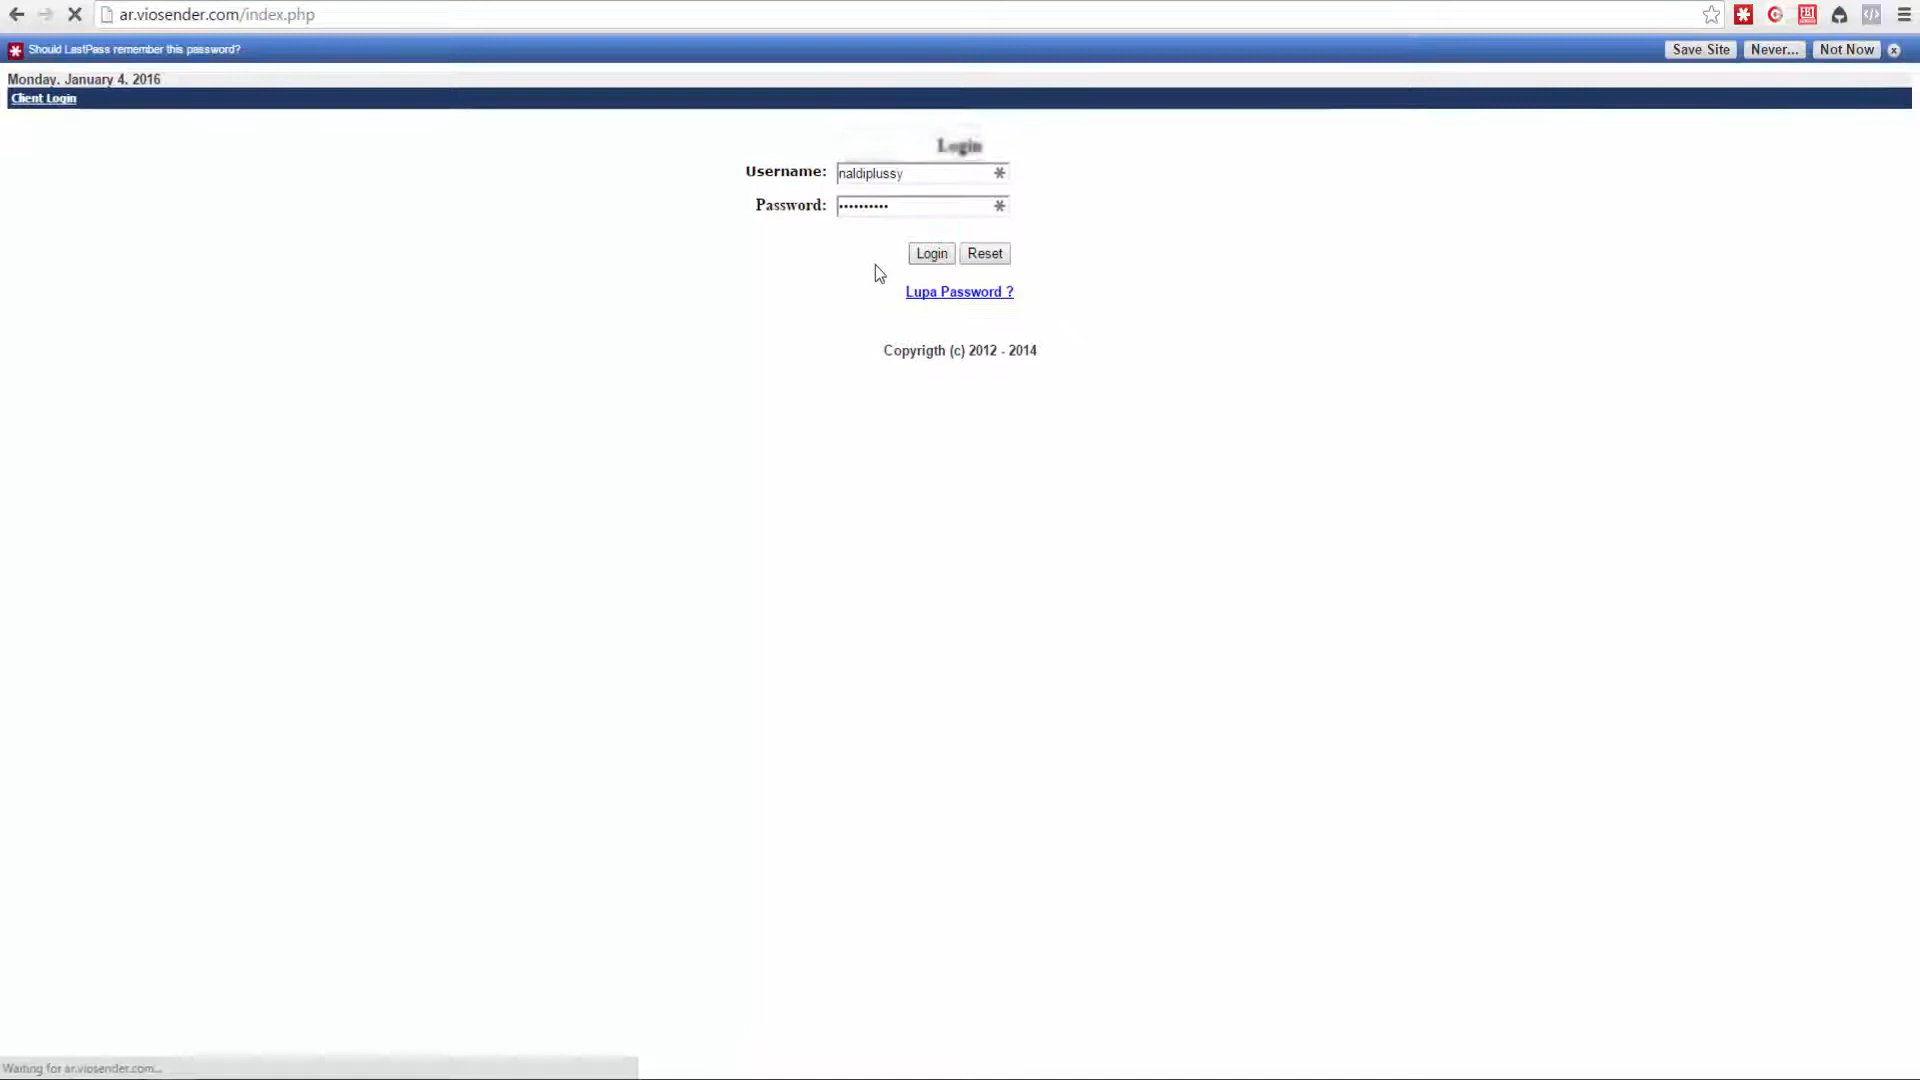 ar.viosender.com/index.php
Should LastPass remember this password?
Save Site
Never...
Not Now
Monday, January 4, 2016
Client Login
Login
Username:
naldiplussy
Password:
••••••••••
Login
Reset
Lupa Password ?
Copyrigth (c) 2012 - 2014
Waiting for ar.viosender.com...